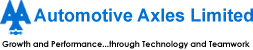 Automotive Axles Limited
Growth and Performance...through Technology and Teamwork